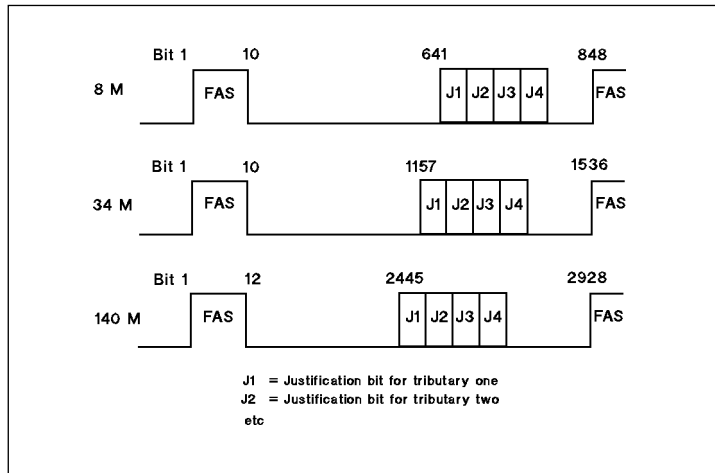 Bit 1 10 641 848
8 M FAS J1 J2 J3 J4 FAS
Bit 1 10 1157 1536
34 M FAS J1 J2 J3 J4 FAS
Bit 1 12 2445 2928
140 M FAS J1 J2 J3 J4 FAS
J1 = Justification bit for tributary one
J2 = Justification bit for tributary two
etc